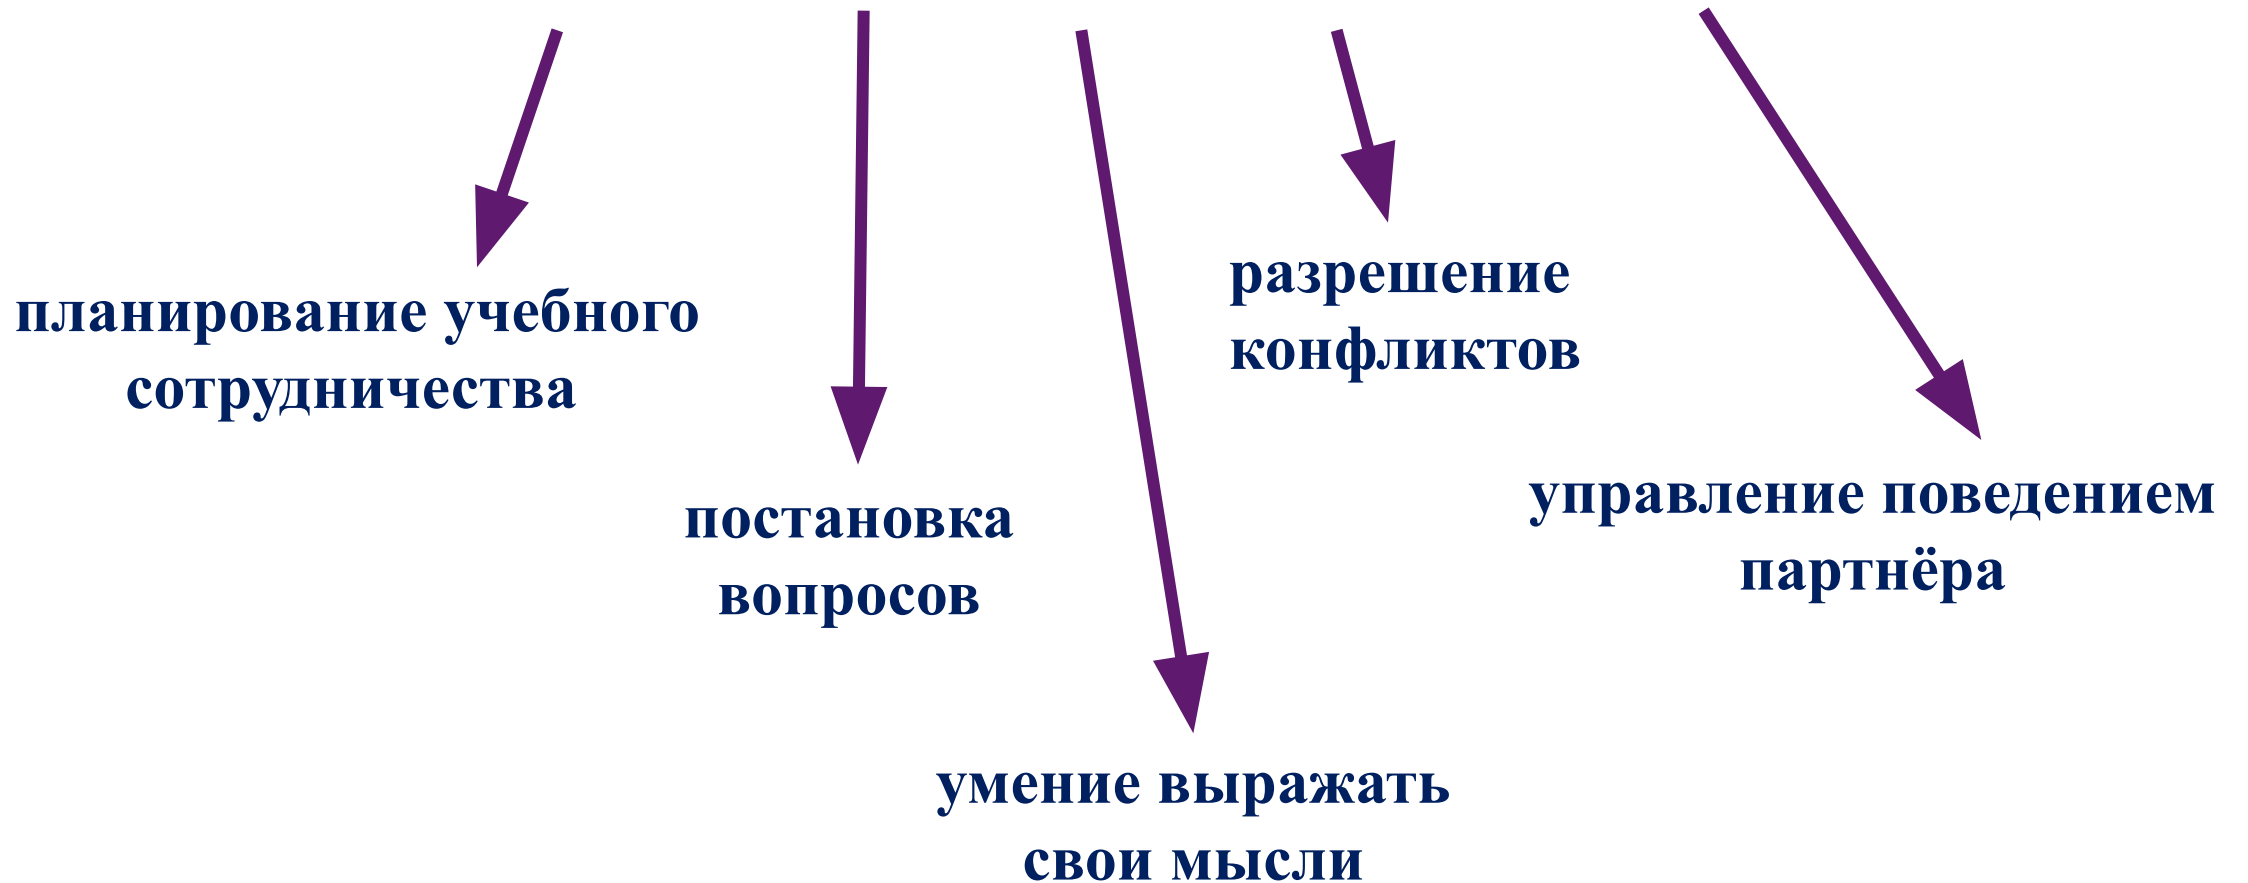 планирование учебного
сотрудничества
постановка
вопросов
умение выражать
свои мысли
разрешение
конфликтов
управление поведением
партнёра